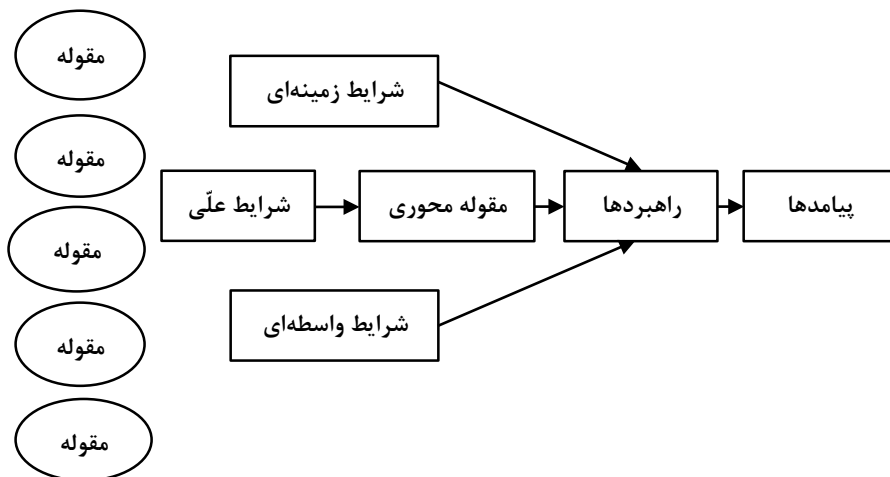 مقوله
شرایط زمینه‌ای
مقوله
شرایط علّی
مقوله محوری
راهبردها
پیامدها
مقوله
شرایط واسطه‌ای
مقوله
مقوله